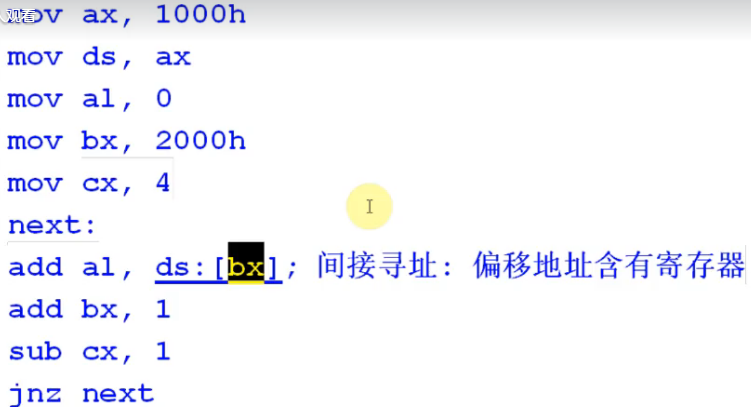 mov ax, 1000h
mov ds, ax
mov al, 0
mov bx, 2000h
mov cx, 4
next:
add al, ds:[bx]; 间接寻址: 偏移地址含有寄存器
add bx, 1
sub cx, 1
jnz next